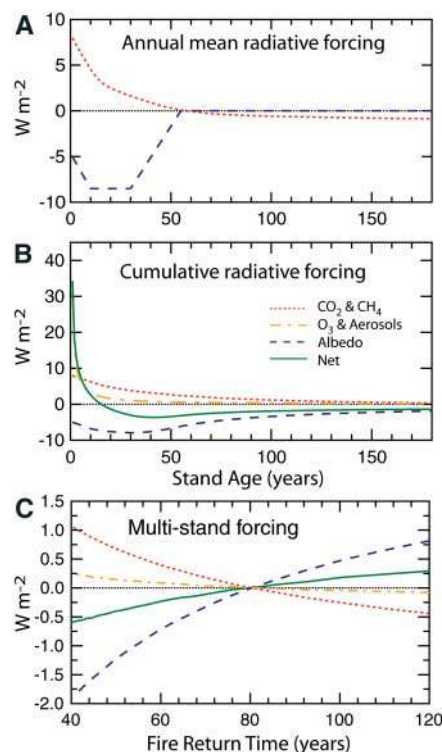 A
Annual mean radiative forcing
10
5
0
-5
-10
W m-2
0
50
100
150
B
Cumulative radiative forcing
40
30
20
10
0
-10
W m-2
CO2 & CH4
O3 & Aerosols
Albedo
Net
0
50
100
150
Stand Age (years)
C
Multi-stand forcing
1.5
1.0
0.5
0.0
-0.5
-1.0
-1.5
-2.0
W m-2
40
60
80
100
120
Fire Return Time (years)